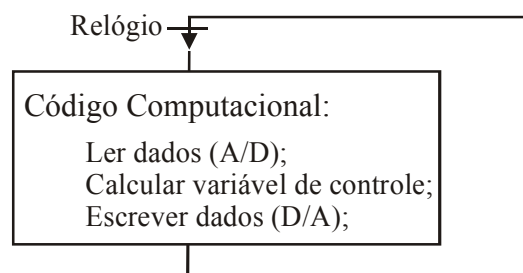 Relógio
Código Computacional:
Ler dados (A/D);
Calcular variável de controle;
Escrever dados (D/A);